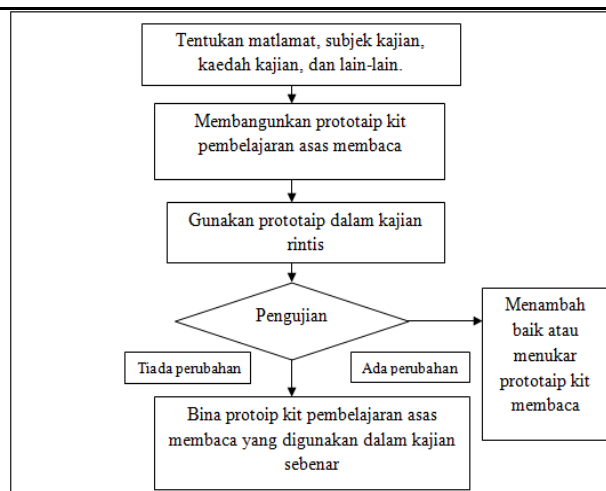 Tentukan matlamat, subjek kajian,
kaedah kajian, dan lain-lain.
Membangunkan prototaip kit
pembelajaran asas membaca
Gunakan prototaip dalam kajian
rintis
Pengujian
Menambah
baik atau
menukar
prototaip kit
membaca
Tiada perubahan
Ada perubahan
Bina protoip kit pembelajaran asas
membaca yang digunakan dalam kajian
sebenar